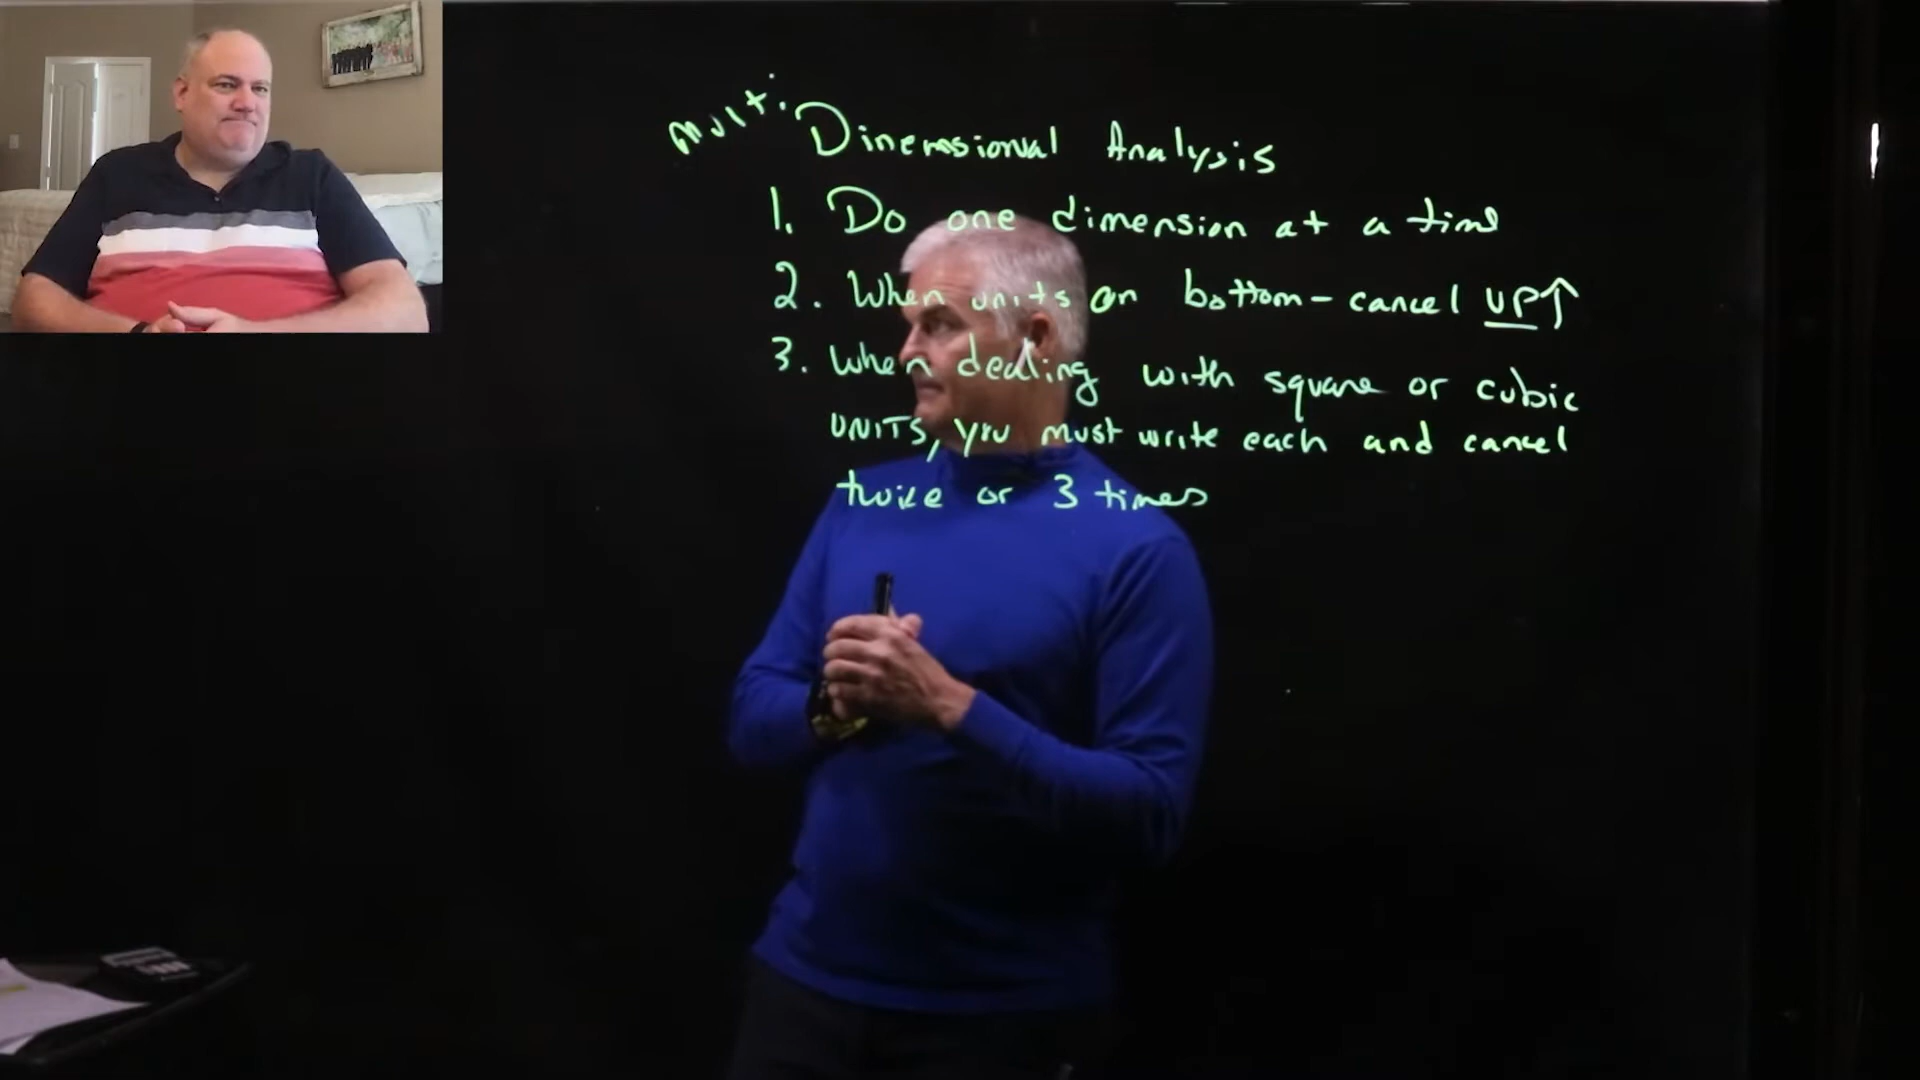 Multi.
Dimensional Analysis
1. Do one dimension at a time
2. When units on bottom - cancel UP↑
3. When dealing with square or cubic
UNITS, you must write each and cancel
twice or 3 times